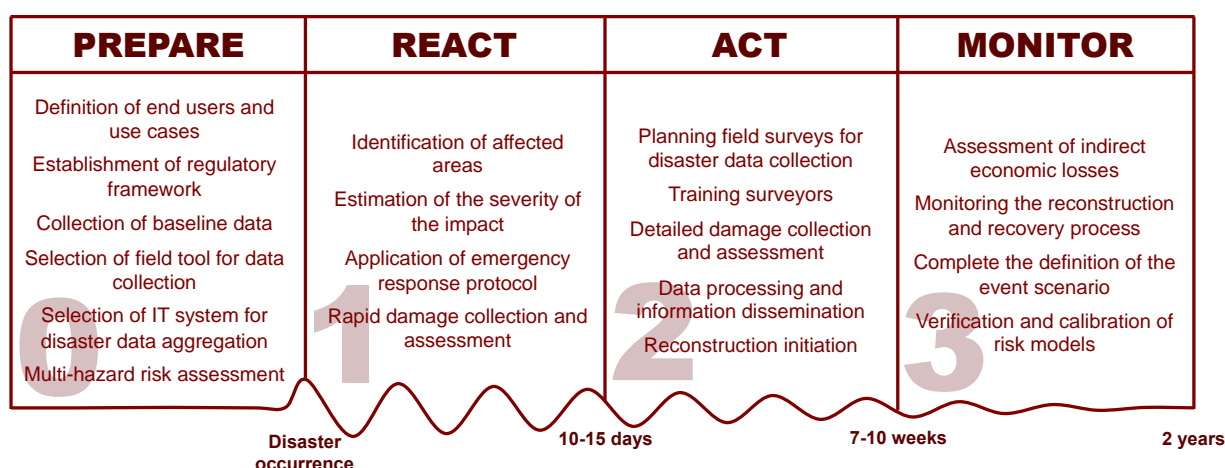 PREPARE
Definition of end users and
use cases
Establishment of regulatory
framework
Collection of baseline data
Selection of field tool for data
collection
Selection of IT system for
disaster data aggregation
Multi-hazard risk assessment
0
REACT
Identification of affected
areas
Estimation of the severity of
the impact
Application of emergency
response protocol
Rapid damage collection and
assessment
1
ACT
Planning field surveys for
disaster data collection
Training surveyors
Detailed damage collection
and assessment
Data processing and
information dissemination
Reconstruction initiation
2
MONITOR
Assessment of indirect
economic losses
Monitoring the reconstruction
and recovery process
Complete the definition of the
event scenario
Verification and calibration of
risk models
3
Disaster
occurrence
10-15 days
7-10 weeks
2 years